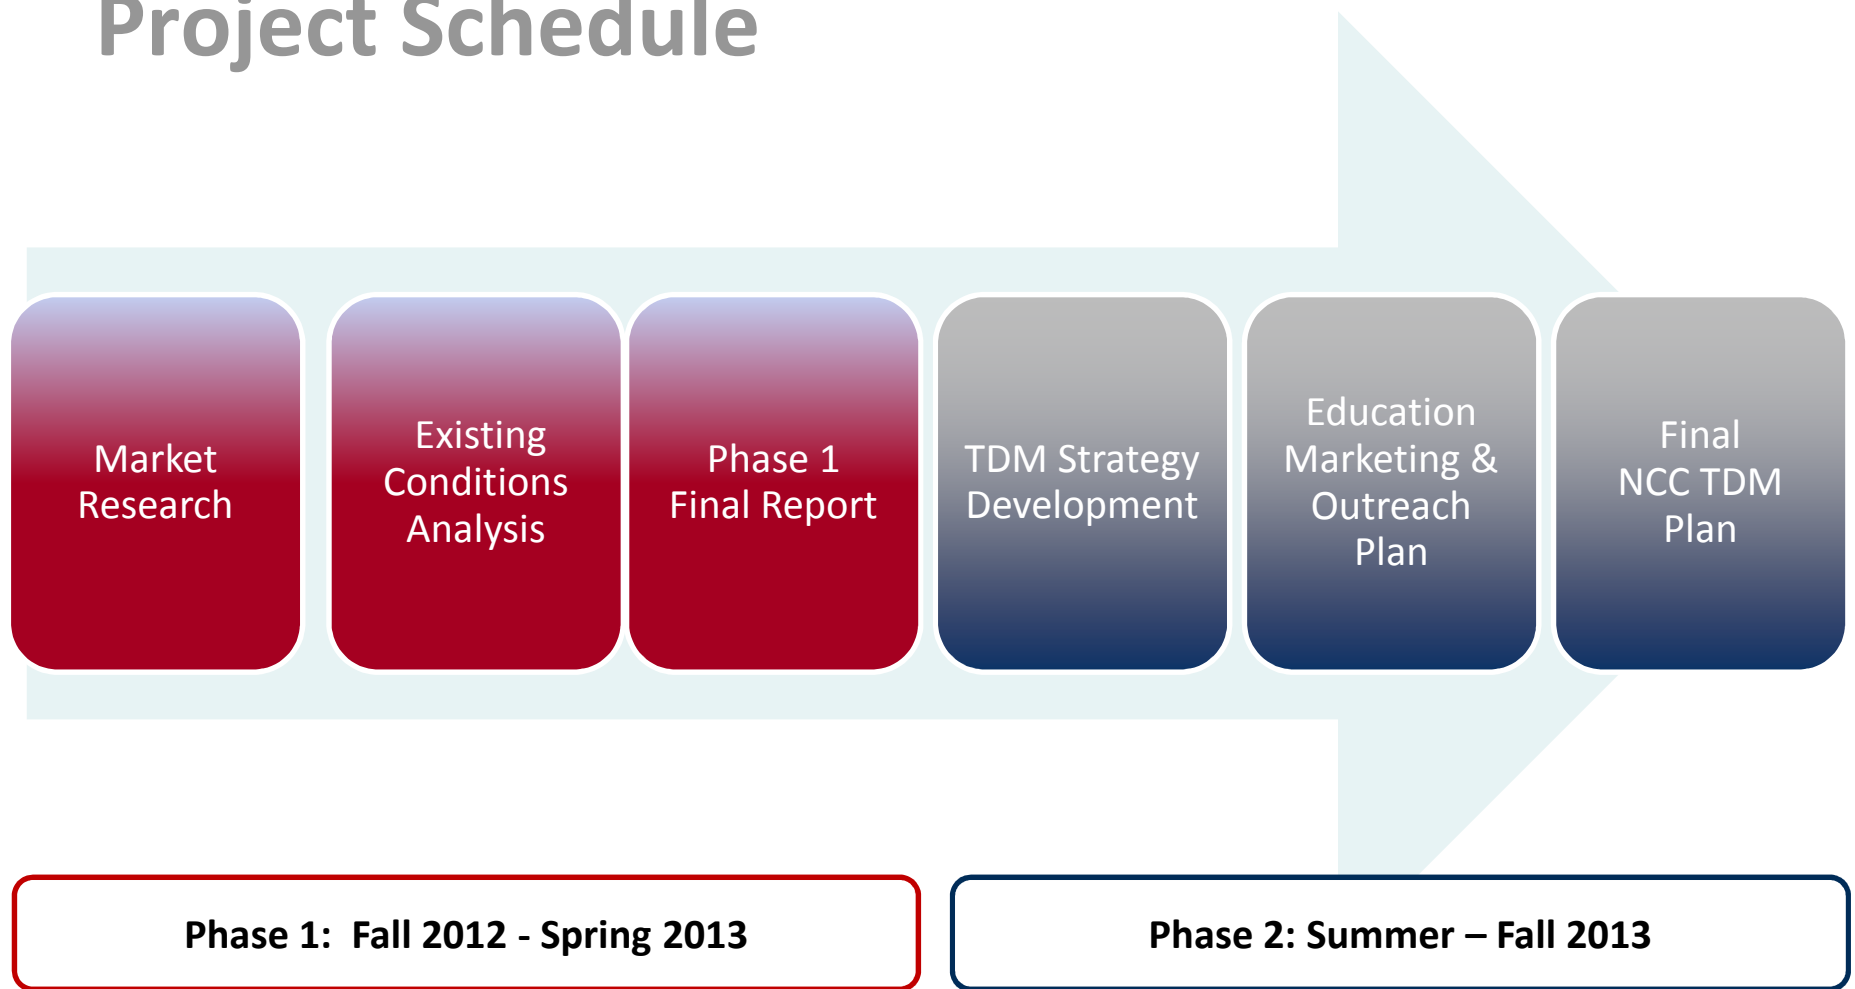 Project Schedule
Market
Research
Existing
Conditions
Analysis
Phase 1
Final Report
TDM Strategy
Development
Education
Marketing &
Outreach
Plan
Final
NCC TDM
Plan
Phase 1:  Fall 2012 - Spring 2013
Phase 2: Summer – Fall 2013